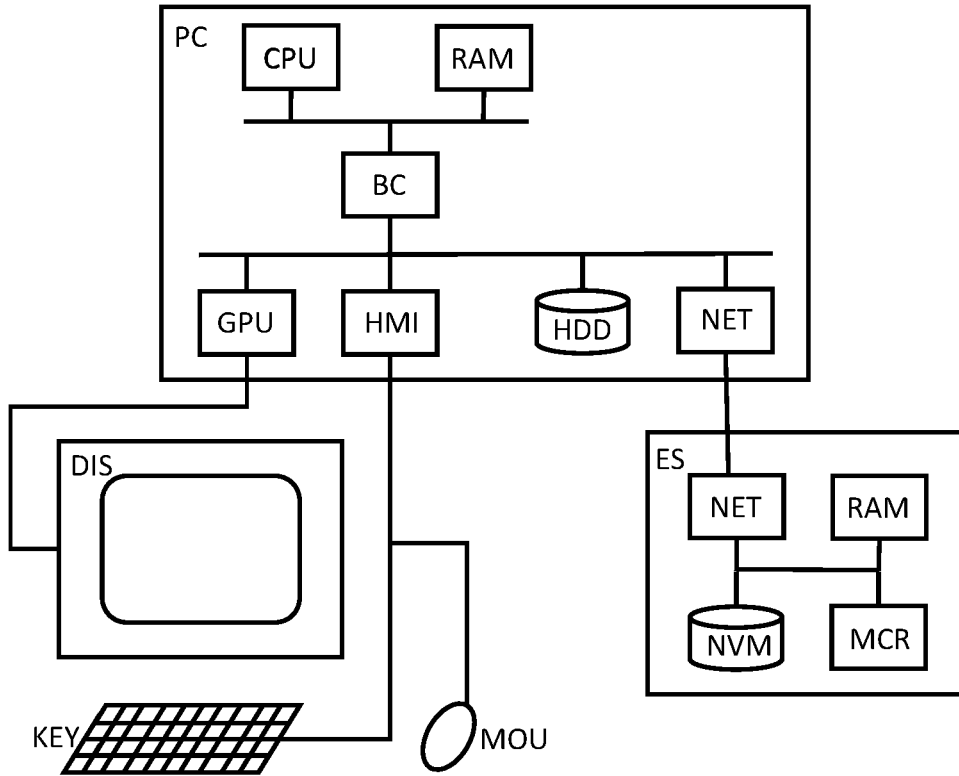 PC
CPU
RAM
BC
GPU
HMI
HDD
NET
DIS
ES
NET
RAM
NVM
MCR
KEY
MOU